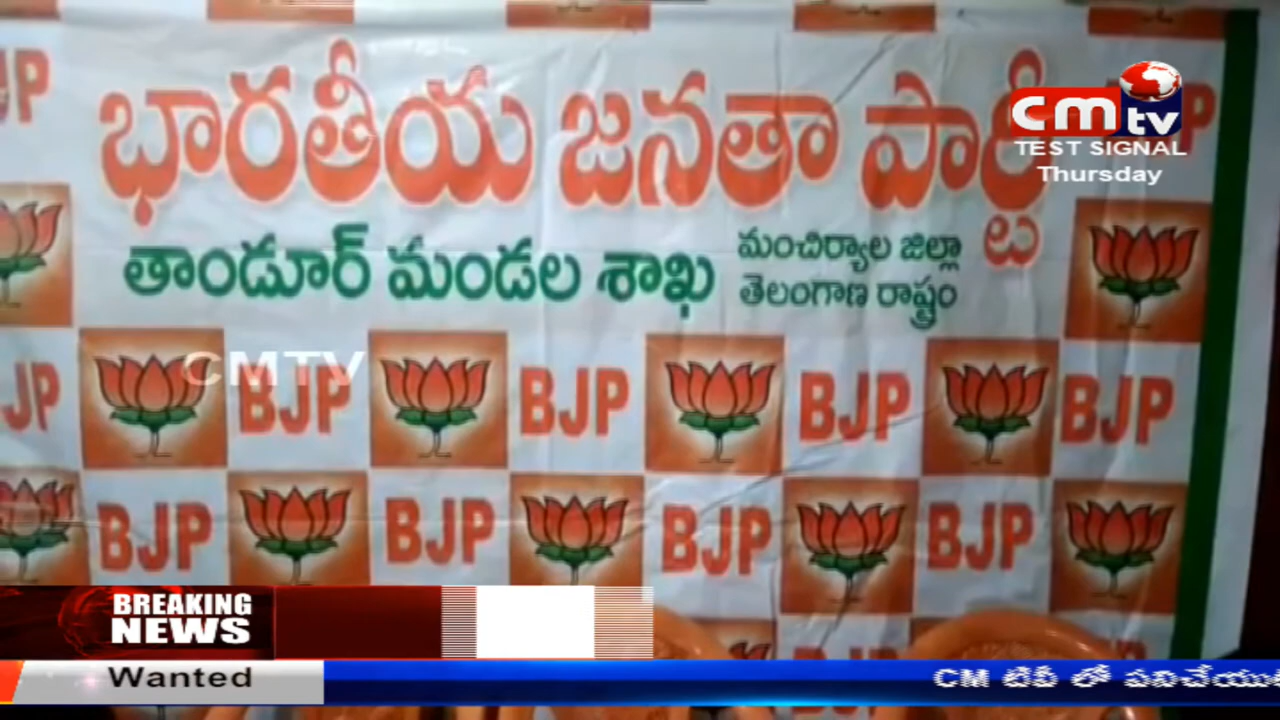 BJP
భారతీయ జనతా పార్టీ
cm tv
TEST SIGNAL
Thursday
తాండూర్ మండల శాఖ
మంచిర్యాల జిల్లా
తెలంగాణ రాష్ట్రం
CMTV
BJP BJP BJP BJP BJP
BJP BJP BJP BJP
BREAKING
NEWS
Wanted
CM టీవీ లో